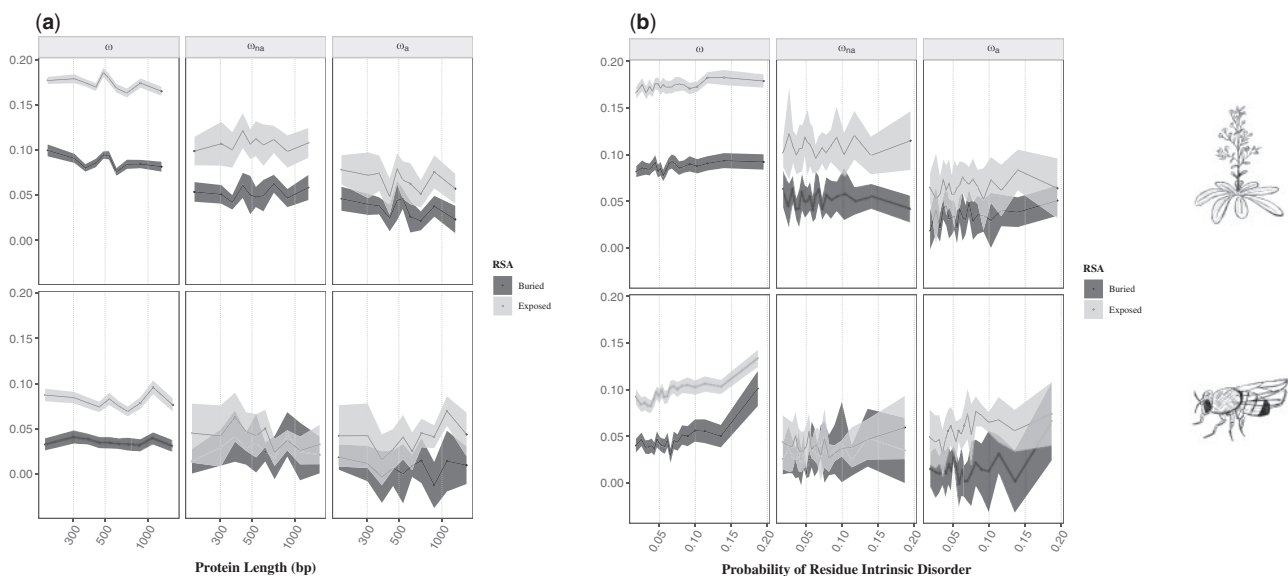 (a)
ω ωna ωa
0.20
0.15
0.10
0.05
0.00
0.20
0.15
0.10
0.05
0.00
300 500 1000 300 500 1000 300 500 1000
Protein Length (bp)
RSA
Buried
Exposed
(b)
ω ωna ωa
0.20
0.15
0.10
0.05
0.00
0.20
0.15
0.10
0.05
0.00
0.05 0.10 0.15 0.20 0.05 0.10 0.15 0.20 0.05 0.10 0.15 0.20
Probability of Residue Intrinsic Disorder
RSA
Buried
Exposed